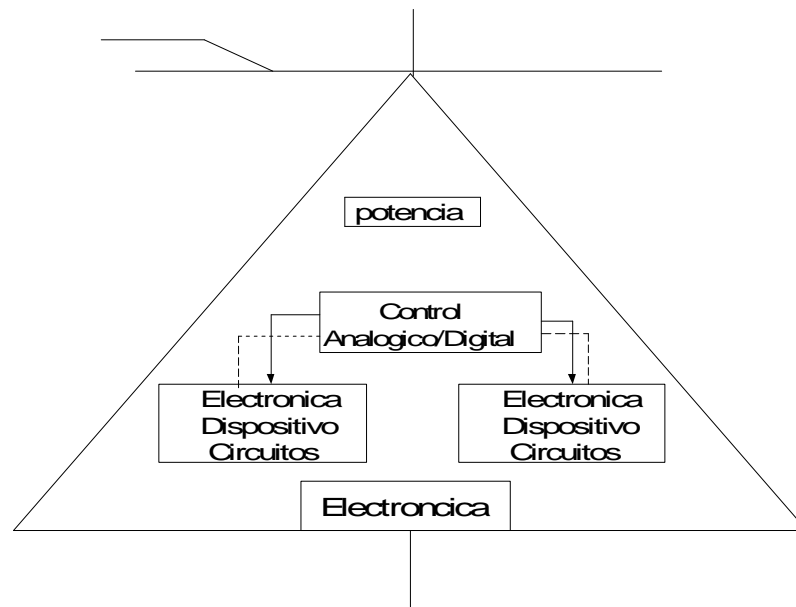 potencia
Control
Analogico/Digital
Electronica
Dispositivo
Circuitos
Electronica
Dispositivo
Circuitos
Electroncica